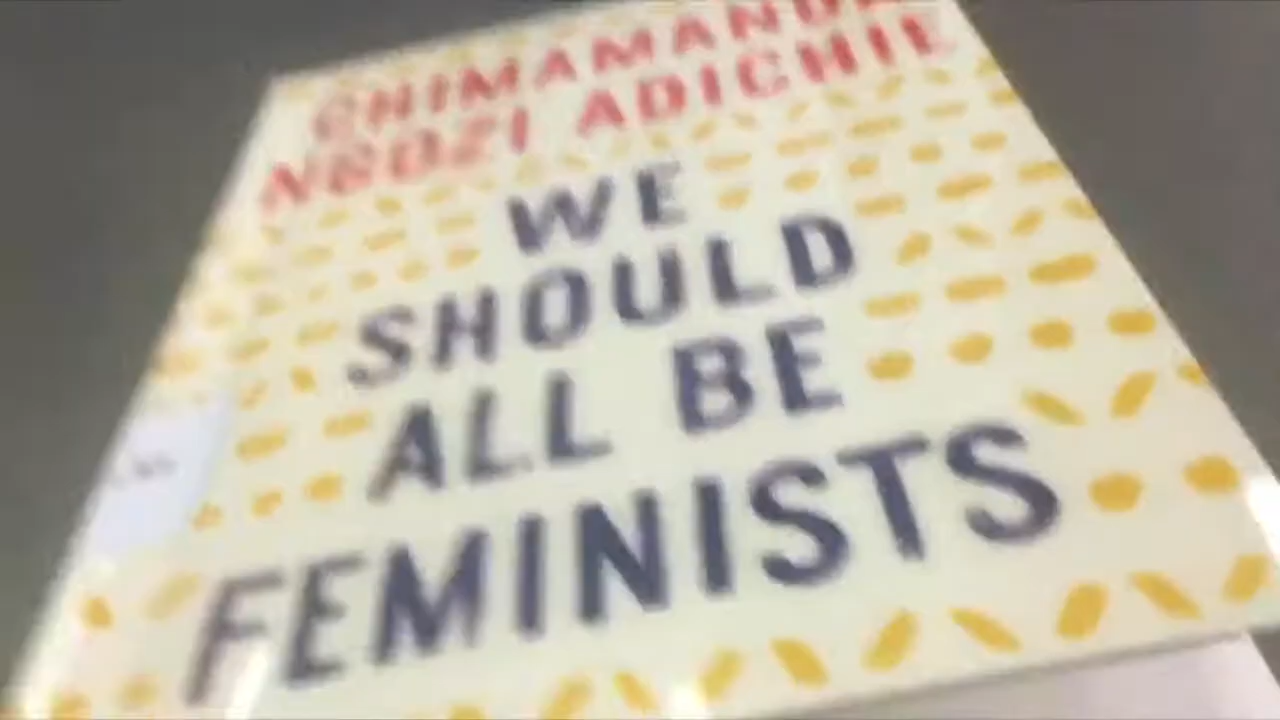 CHIMAMANDA
NGOZI ADICHIE
WE
SHOULD
ALL BE
FEMINISTS